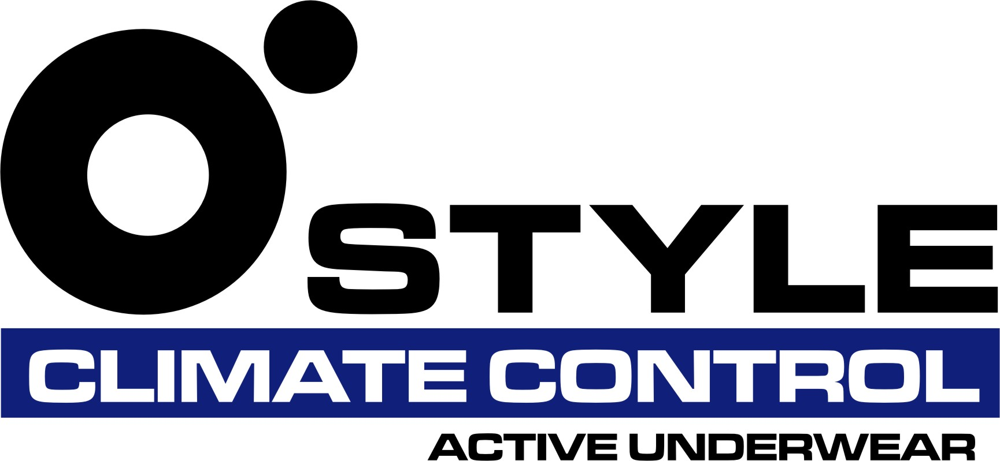 O°STYLE
CLIMATE CONTROL
ACTIVE UNDERWEAR